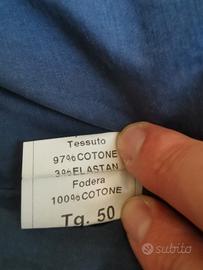 Tessuto
97%COTONE
3%ELASTAN
Fodera
100%COTONE
Tg. 50
subito